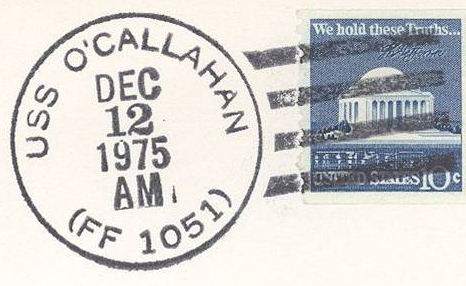 USS O'CALLAHAN
DEC
12
1975
AM
(FF 1051)
We hold these Truths...
UNITED STATES 10c